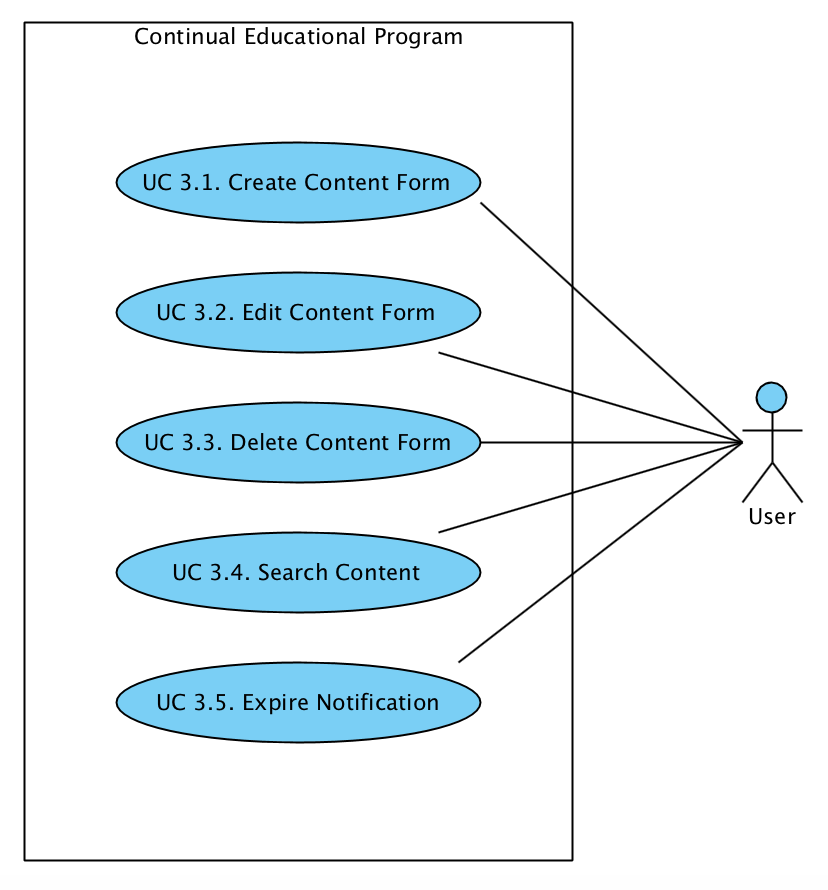 Continual Educational Program
UC 3.1. Create Content Form
UC 3.2. Edit Content Form
UC 3.3. Delete Content Form
UC 3.4. Search Content
UC 3.5. Expire Notification
User